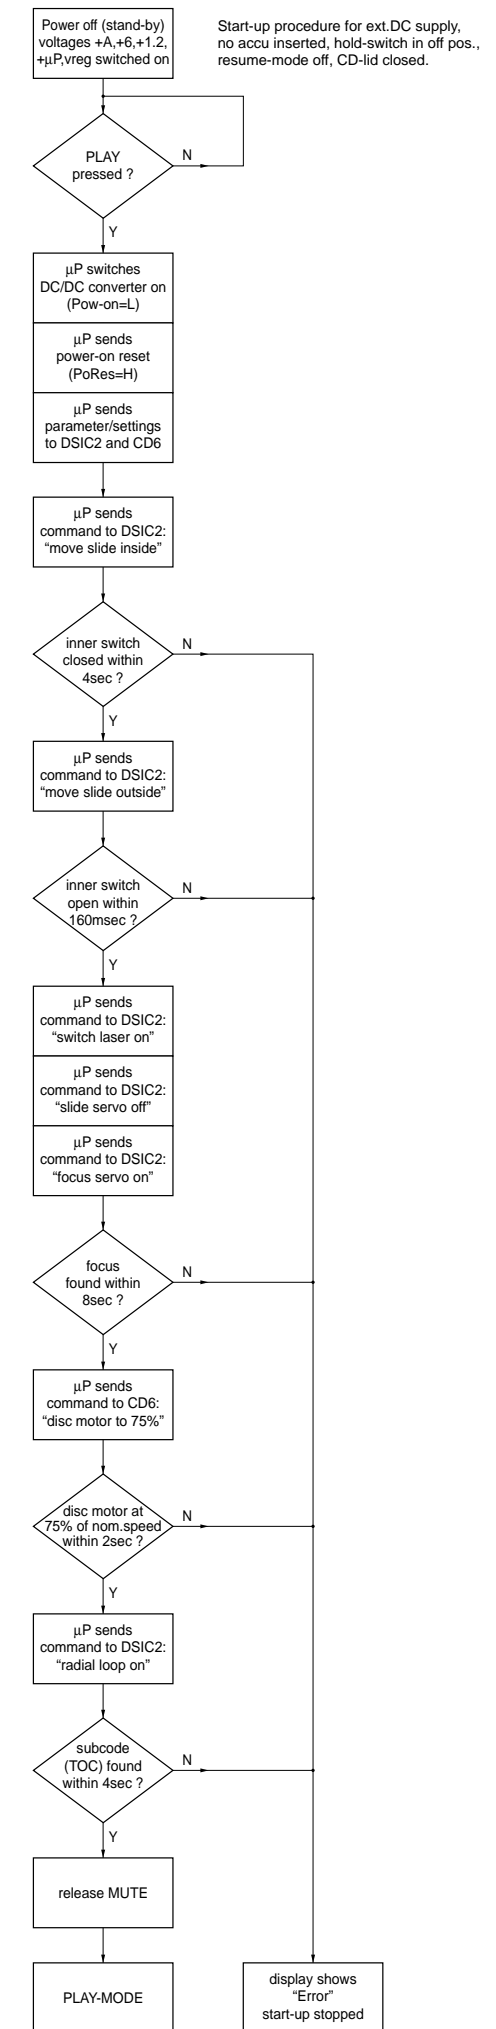 Power off (stand-by)
voltages +A,+6,+1.2,
+µP,vreg switched on
Start-up procedure for ext.DC supply,
no accu inserted, hold-switch in off pos.,
resume-mode off, CD-lid closed.
PLAY
pressed ?
N
Y
µP switches
DC/DC converter on
(Pow-on=L)
µP sends
power-on reset
(PoRes=H)
µP sends
parameter/settings
to DSIC2 and CD6
µP sends
command to DSIC2:
“move slide inside”
inner switch
closed within
4sec ?
N
Y
µP sends
command to DSIC2:
“move slide outside”
inner switch
open within
160msec ?
N
Y
µP sends
command to DSIC2:
“switch laser on”
µP sends
command to DSIC2:
“slide servo off”
µP sends
command to DSIC2:
“focus servo on”
focus
found within
8sec ?
N
Y
µP sends
command to CD6:
“disc motor to 75%”
disc motor at
75% of nom.speed
within 2sec ?
N
Y
µP sends
command to DSIC2:
“radial loop on”
subcode
(TOC) found
within 4sec ?
N
Y
release MUTE
PLAY-MODE
display shows
“Error”
start-up stopped